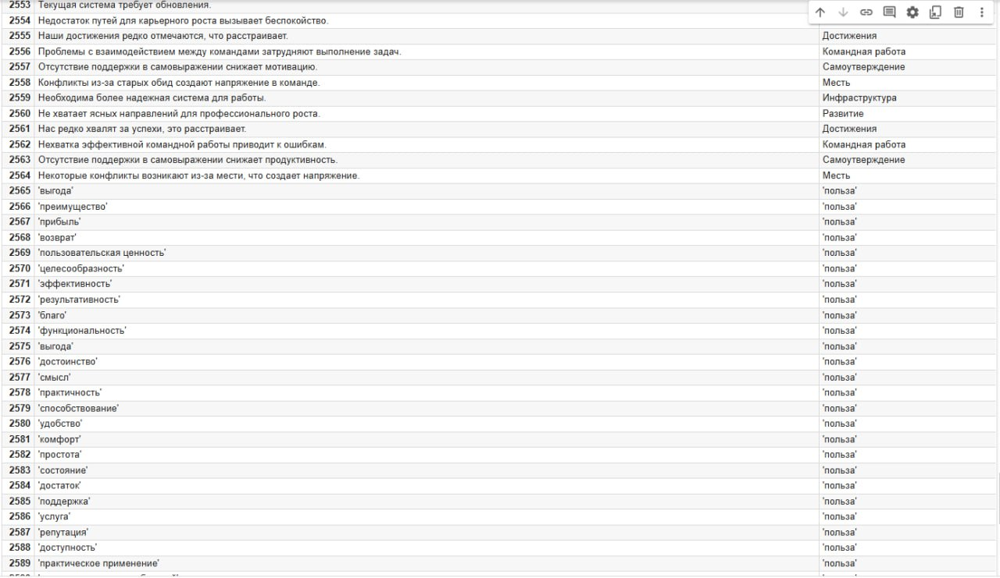 2553 Текущая система требует обновления.
2554 Недостаток путей для карьерного роста вызывает беспокойство.
2555 Наши достижения редко отмечаются, что расстраивает. Достижения
2556 Проблемы с взаимодействием между командами затрудняют выполнение задач. Командная работа
2557 Отсутствие поддержки в самовыражении снижает мотивацию. Самоутверждение
2558 Конфликты из-за старых обид создают напряжение в команде. Месть
2559 Необходима более надежная система для работы. Инфраструктура
2560 Не хватает ясных направлений для профессионального роста. Развитие
2561 Нас редко хвалят за успехи, это расстраивает. Достижения
2562 Нехватка эффективной командной работы приводит к ошибкам. Командная работа
2563 Отсутствие поддержки в самовыражении снижает продуктивность. Самоутверждение
2564 Некоторые конфликты возникают из-за мести, что создает напряжение. Месть
2565 'выгода' 'польза'
2566 'преимущество' 'польза'
2567 'прибыль' 'польза'
2568 'возврат' 'польза'
2569 'пользовательская ценность' 'польза'
2570 'целесообразность' 'польза'
2571 'эффективность' 'польза'
2572 'результативность' 'польза'
2573 'благо' 'польза'
2574 'функциональность' 'польза'
2575 'выгода' 'польза'
2576 'достоинство' 'польза'
2577 'смысл' 'польза'
2578 'практичность' 'польза'
2579 'способствование' 'польза'
2580 'удобство' 'польза'
2581 'комфорт' 'польза'
2582 'простота' 'польза'
2583 'состояние' 'польза'
2584 'достаток' 'польза'
2585 'поддержка' 'польза'
2586 'услуга' 'польза'
2587 'репутация' 'польза'
2588 'доступность' 'польза'
2589 'практическое применение' 'польза'